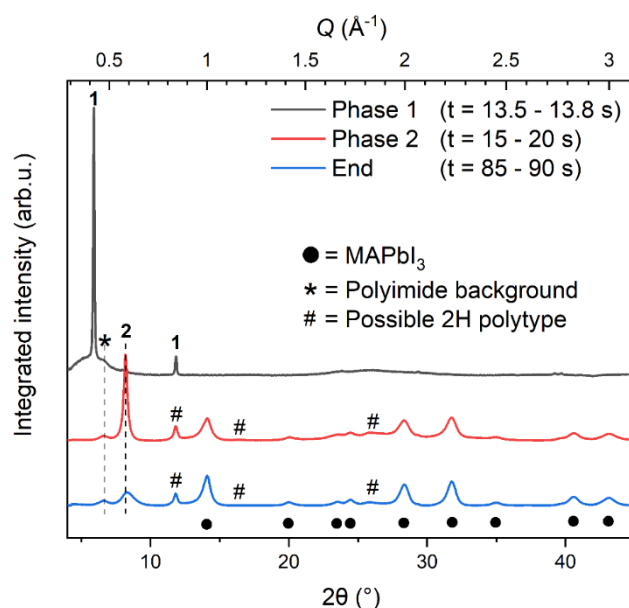 Q (Å⁻¹)
0.5 1 1.5 2 2.5 3
1
Phase 1 (t = 13.5 - 13.8 s)
Phase 2 (t = 15 - 20 s)
End (t = 85 - 90 s)
● = MAPbI₃
* = Polyimide background
# = Possible 2H polytype
* 2 1
# # #
# # #
Integrated intensity (arb.u.)
10 20 30 40
2θ (°)